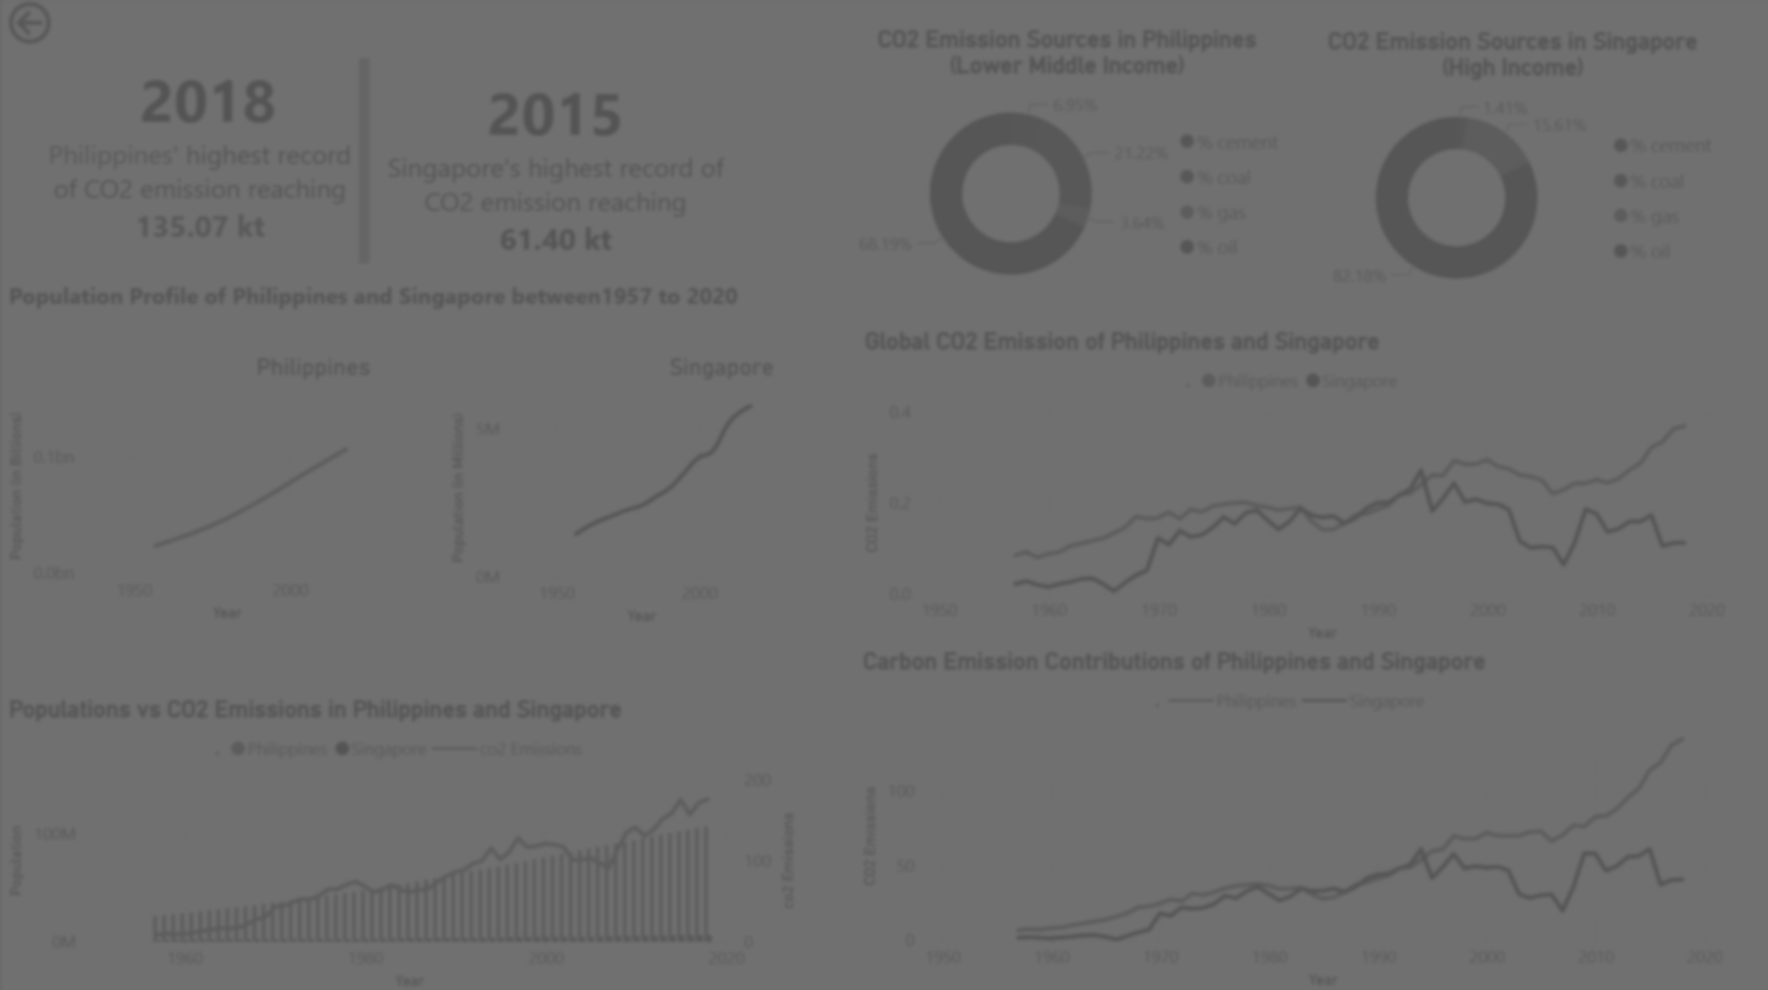 2018
Philippines' highest record
of CO2 emission reaching
135.07 kt
2015
Singapore's highest record of
CO2 emission reaching
61.40 kt
CO2 Emission Sources in Philippines
(Lower Middle Income)
6.95%
21.22%
3.64%
68.19%
% cement
% coal
% gas
% oil
CO2 Emission Sources in Singapore
(High Income)
1.41%
15.61%
82.18%
% cement
% coal
% gas
% oil
Population Profile of Philippines and Singapore between1957 to 2020
Philippines
Population (in Billions)
0.1bn
0.0bn
1950
2000
Year
Singapore
Population (in Millions)
5M
0M
1950
2000
Year
Global CO2 Emission of Philippines and Singapore
. Philippines Singapore
CO2 Emissions
0.4
0.2
0.0
1950 1960 1970 1980 1990 2000 2010 2020
Year
Populations vs CO2 Emissions in Philippines and Singapore
. Philippines Singapore co2 Emissions
Population
100M
0M
200
100
0
co2 Emissions
1960 1980 2000 2020
Year
Carbon Emission Contributions of Philippines and Singapore
. Philippines Singapore
CO2 Emissions
100
50
0
1950 1960 1970 1980 1990 2000 2010 2020
Year